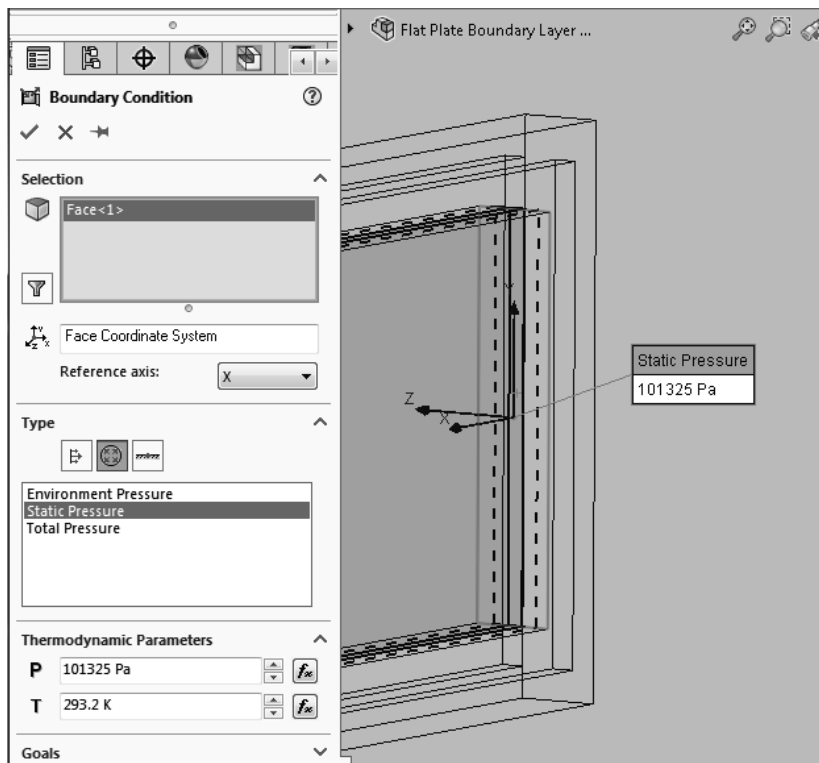 Flat Plate Boundary Layer ...
Boundary Condition
Selection
Face<1>
Face Coordinate System
Reference axis:
X
Type
Environment Pressure
Static Pressure
Total Pressure
Thermodynamic Parameters
P
101325 Pa
T
293.2 K
Goals
Y
Z
X
Static Pressure
101325 Pa